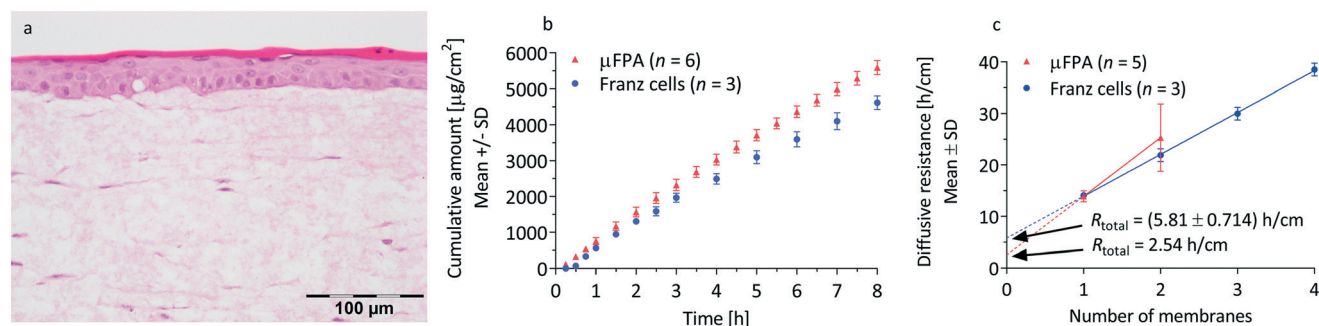 a
100 µm
b
Cumulative amount [µg/cm²]
Mean +/- SD
6000
5000
4000
3000
2000
1000
0
µFPA (n = 6)
Franz cells (n = 3)
0 1 2 3 4 5 6 7 8
Time [h]
c
Diffusive resistance [h/cm]
Mean ± SD
40
30
20
10
0
µFPA (n = 5)
Franz cells (n = 3)
Rtotal = (5.81 ± 0.714) h/cm
Rtotal = 2.54 h/cm
0 1 2 3 4
Number of membranes